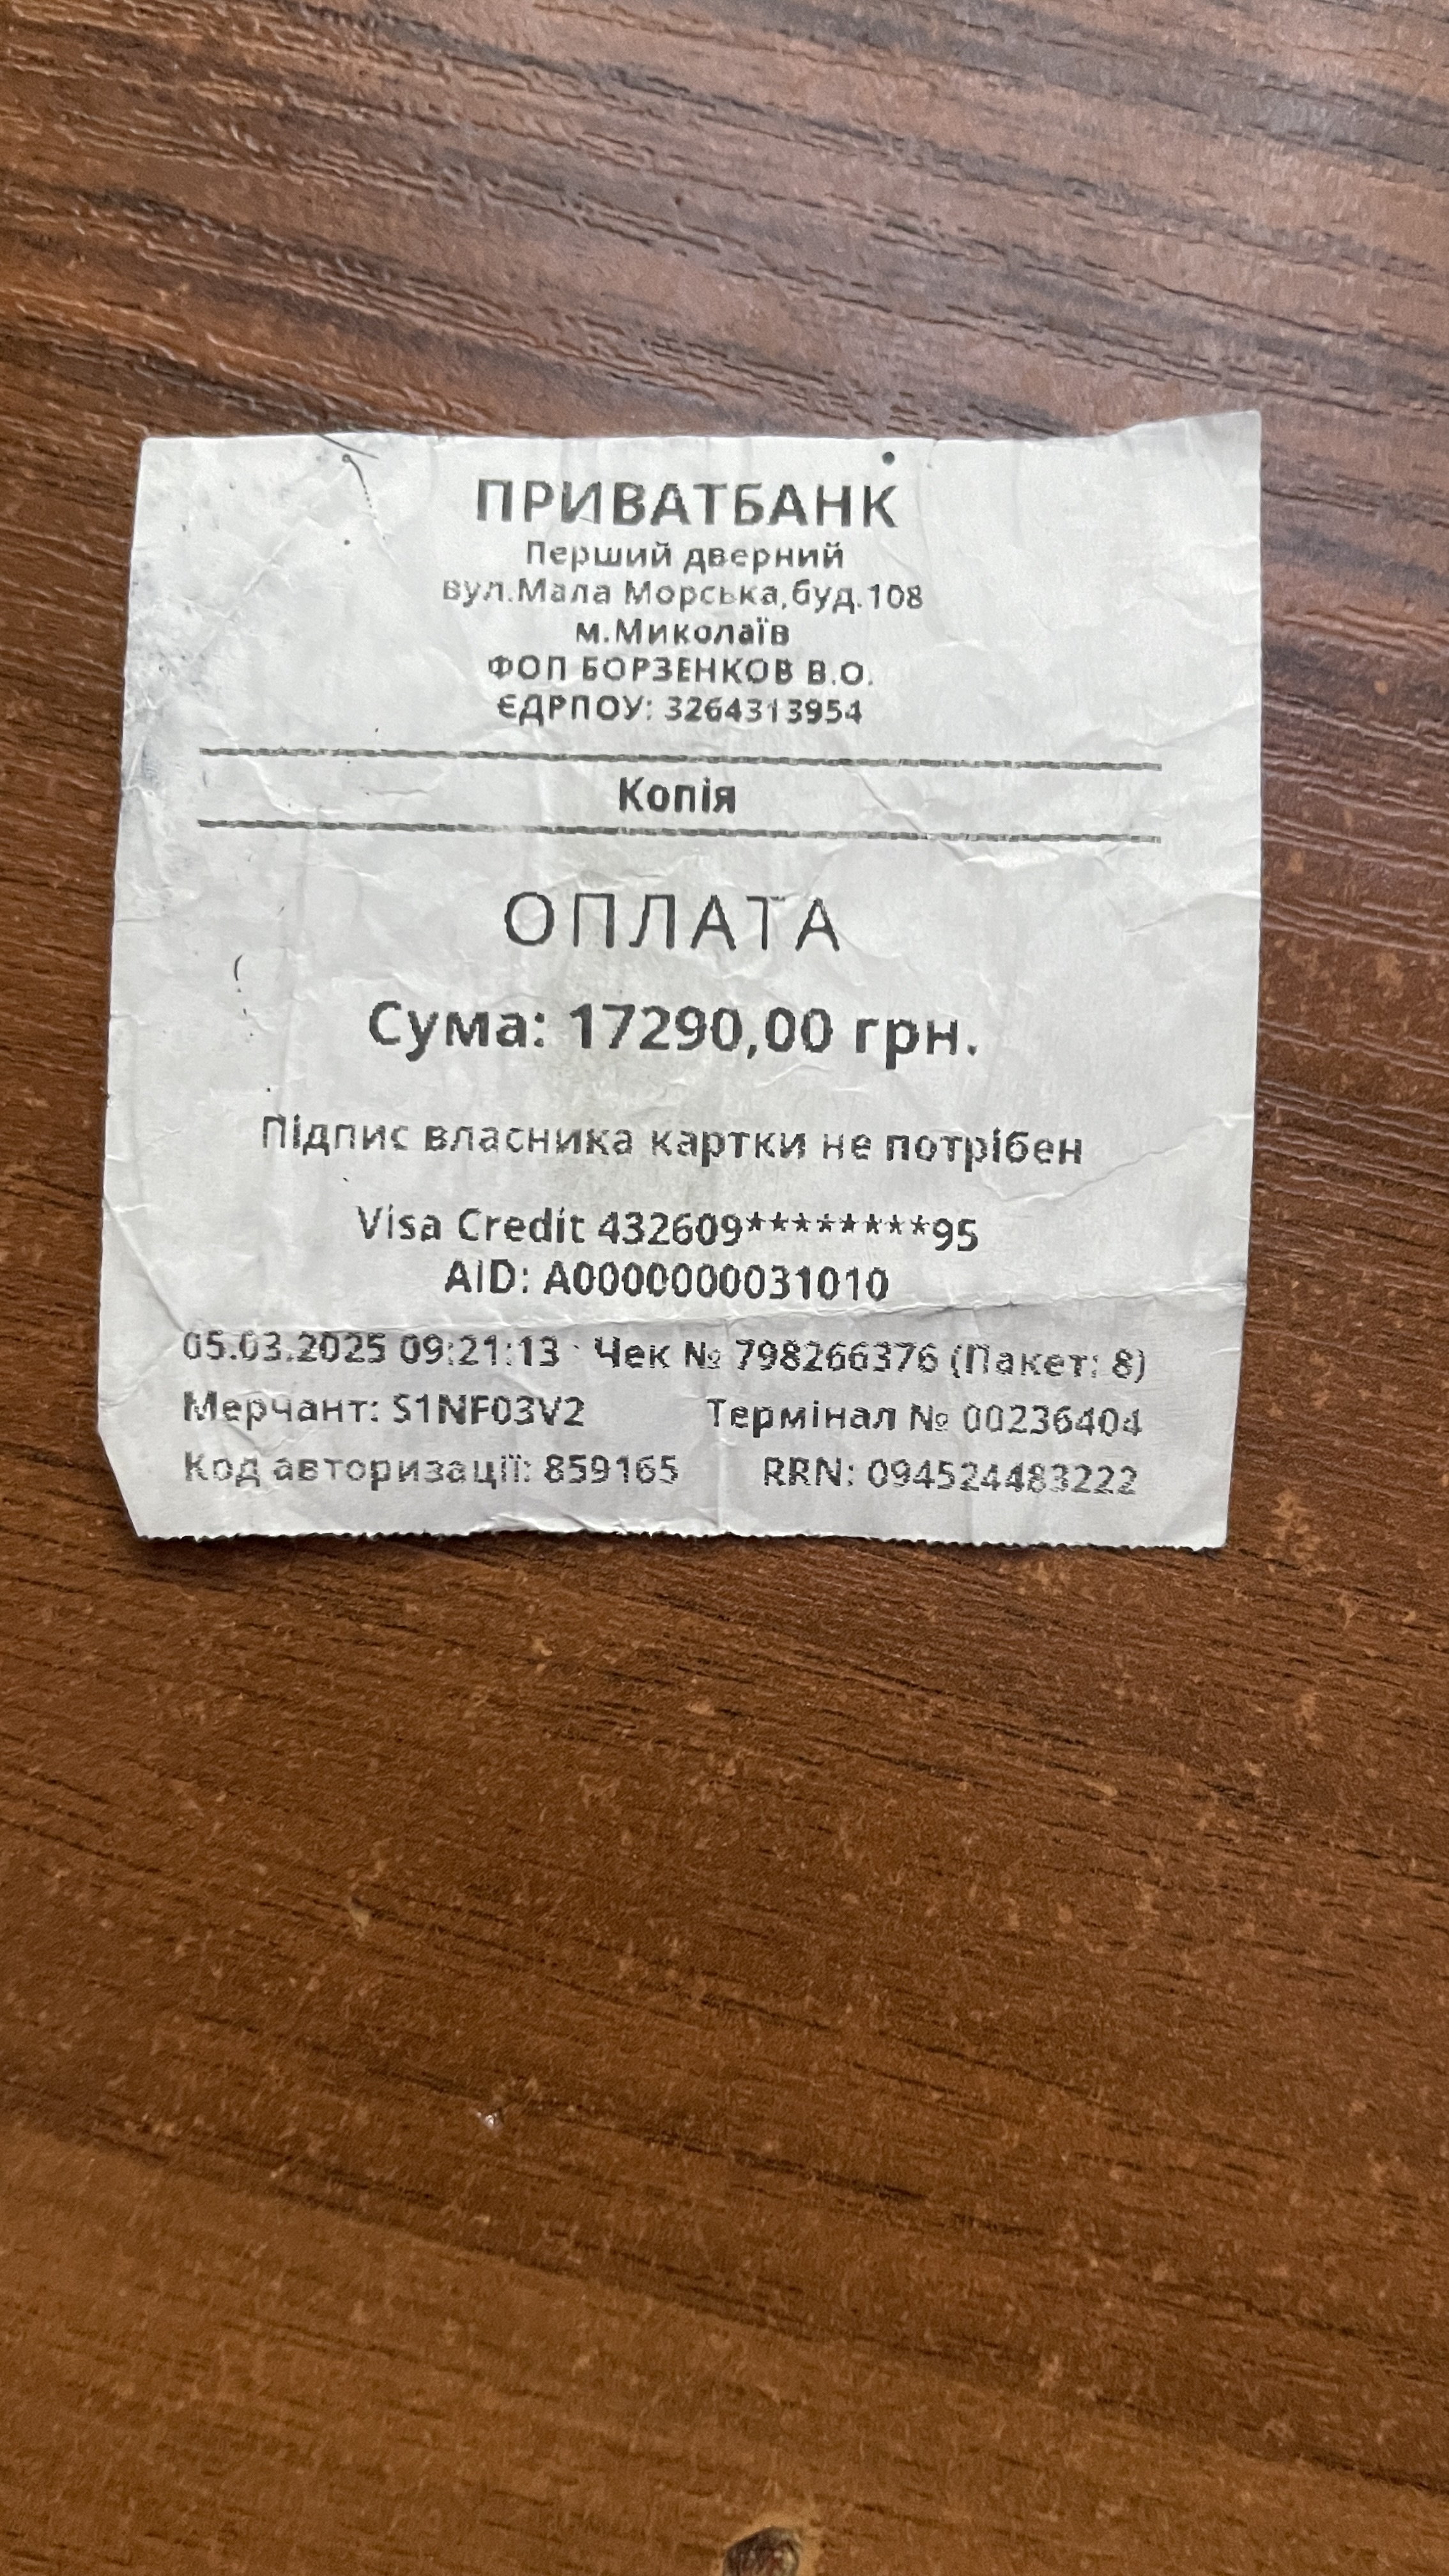 ПРИВАТБАНК
Перший дверний
вул.Мала Морська,буд.108
м.Миколаїв
ФОП БОРЗЕНКОВ В.О.
ЄДРПОУ: 3264313954
Копія
ОПЛАТА
Сума: 17290,00 грн.
Підпис власника картки не потрібен
Visa Credit 432609********95
AID: A0000000031010
05.03.2025 09:21:13 Чек № 798266376 (Пакет: 8)
Мерчант: S1NF03V2 Термінал № 00236404
Код авторизації: 859165 RRN: 094524483222